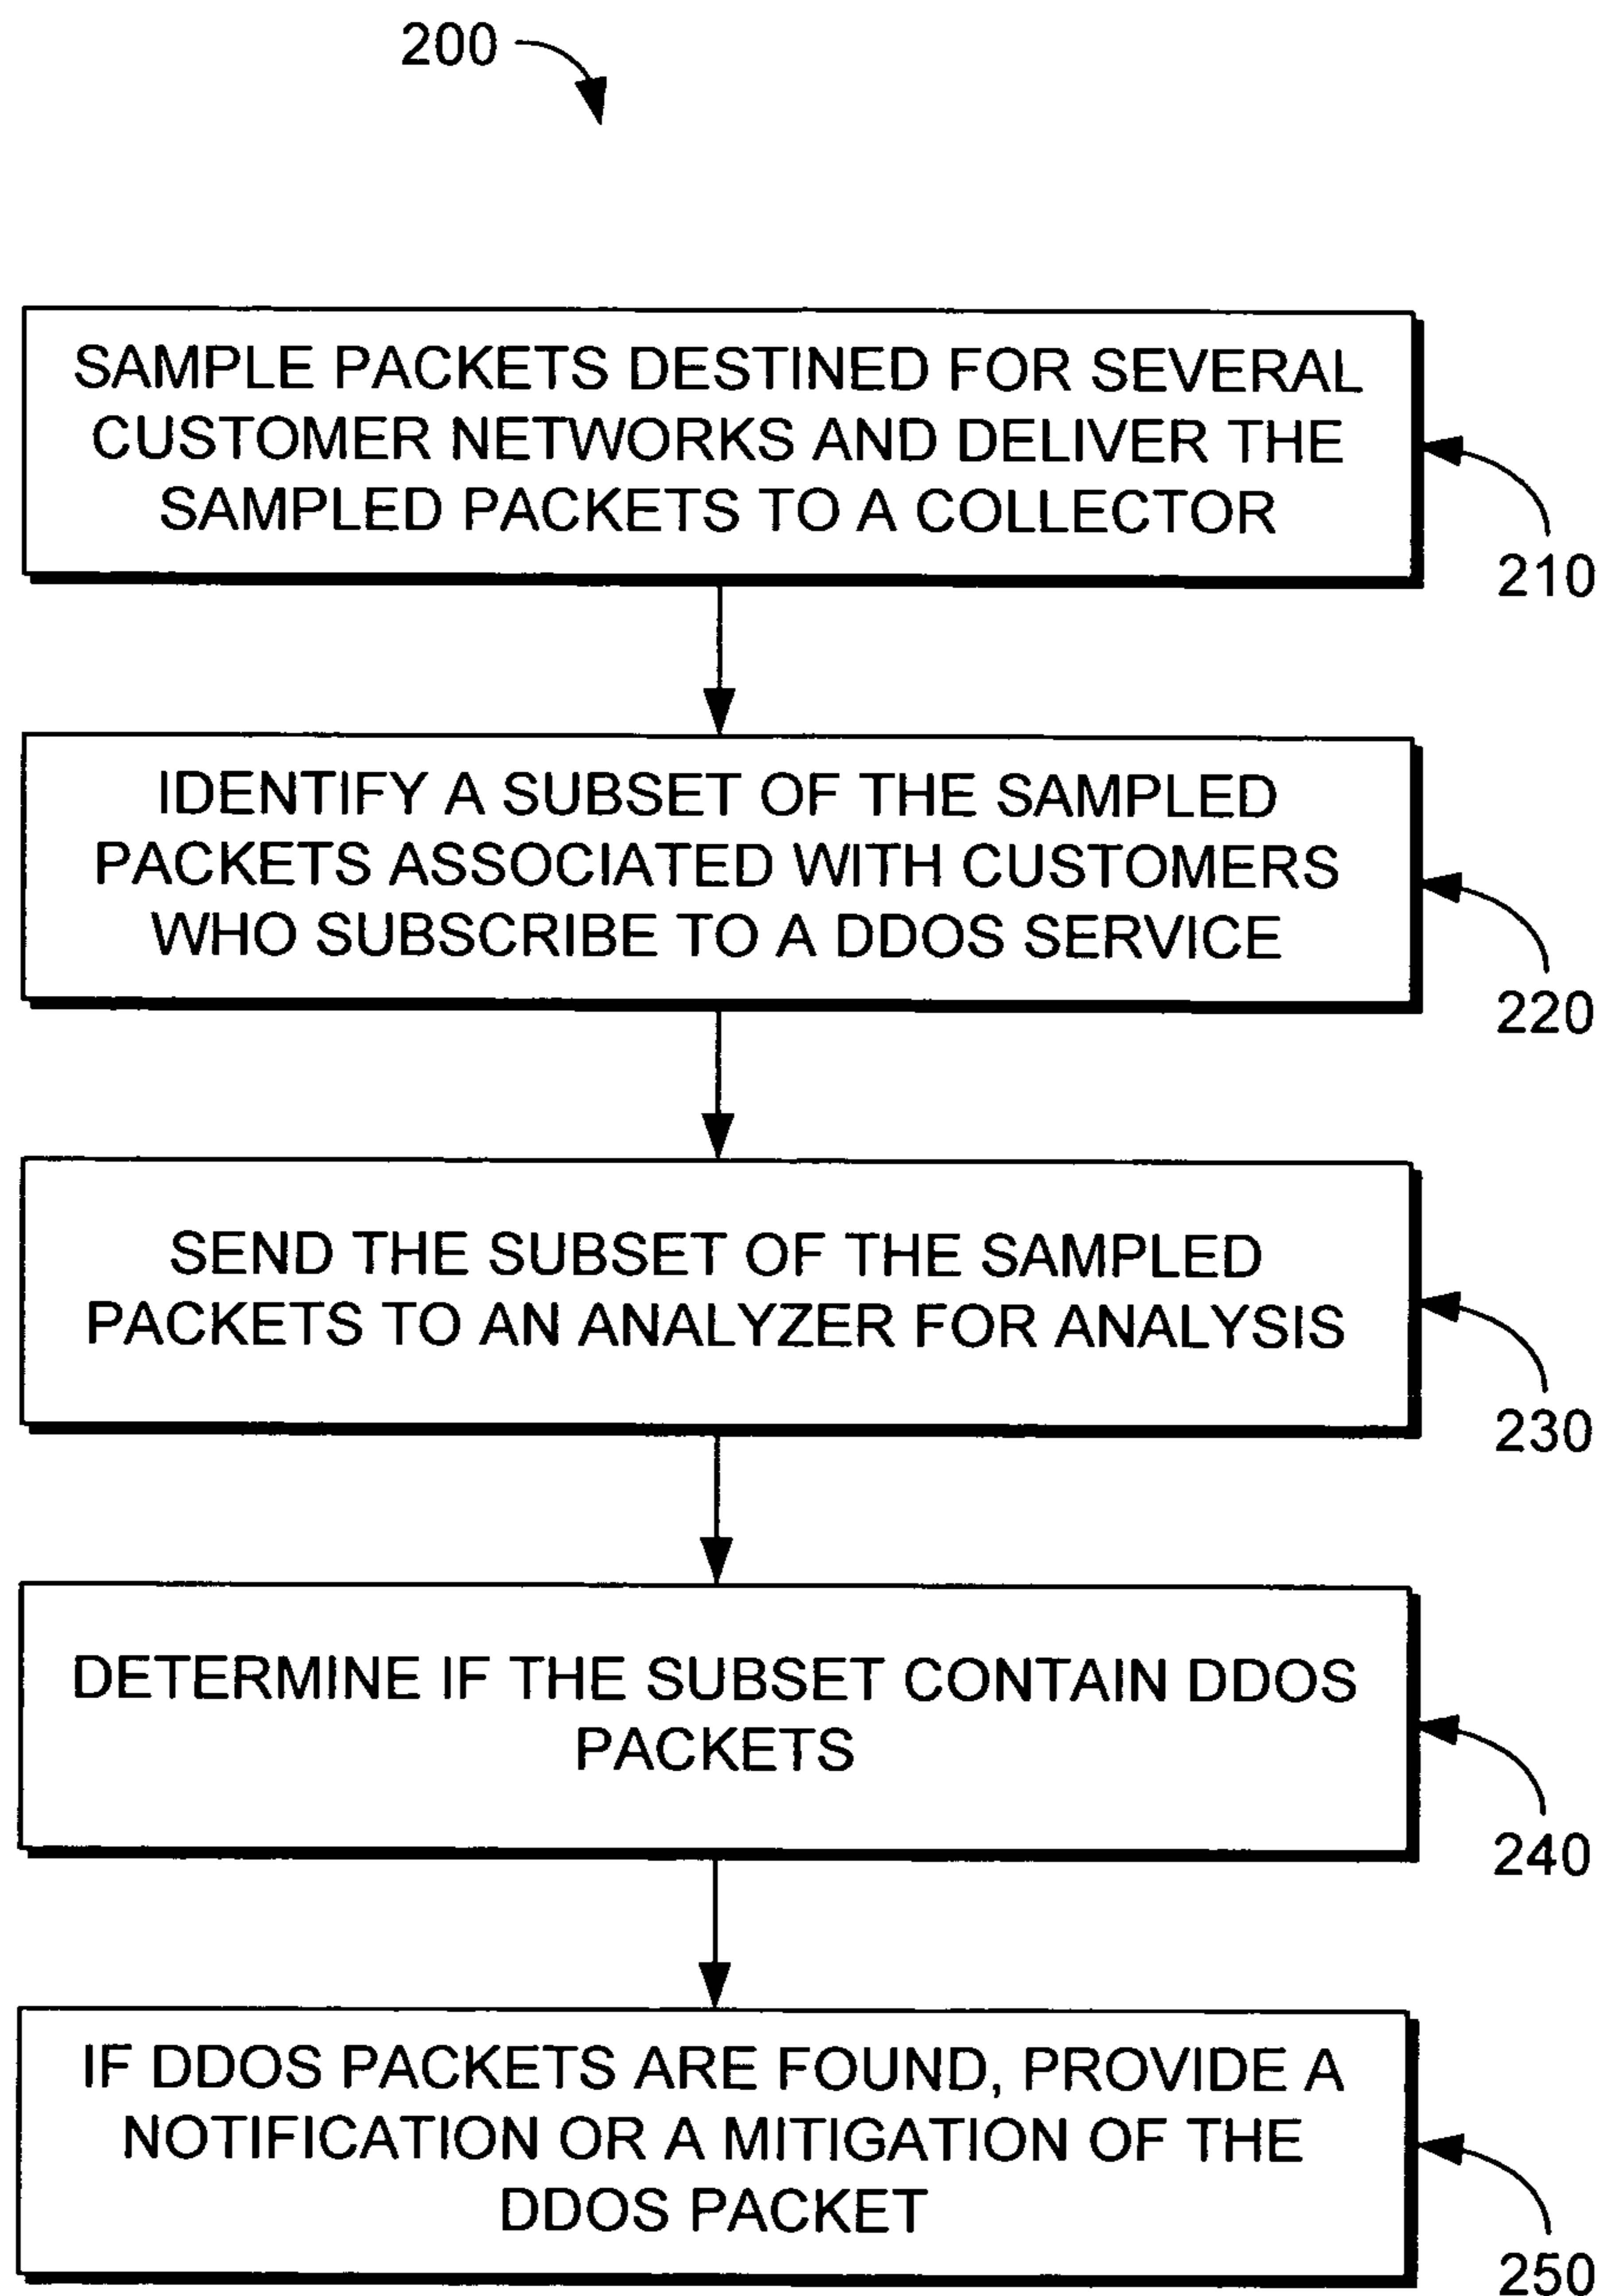 200
SAMPLE PACKETS DESTINED FOR SEVERAL
CUSTOMER NETWORKS AND DELIVER THE
SAMPLED PACKETS TO A COLLECTOR
210
IDENTIFY A SUBSET OF THE SAMPLED
PACKETS ASSOCIATED WITH CUSTOMERS
WHO SUBSCRIBE TO A DDOS SERVICE
220
SEND THE SUBSET OF THE SAMPLED
PACKETS TO AN ANALYZER FOR ANALYSIS
230
DETERMINE IF THE SUBSET CONTAIN DDOS
PACKETS
240
IF DDOS PACKETS ARE FOUND, PROVIDE A
NOTIFICATION OR A MITIGATION OF THE
DDOS PACKET
250